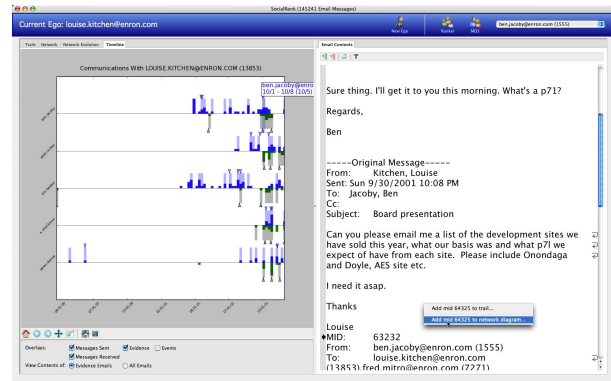 SocialRank (145241 Email Messages)
Current Ego: louise.kitchen@enron.com
New Ego
Ranker
MDS
ben.jacoby@enron.com (1555)
Traits Network Network Evolution Timeline
Email Contents
Communications With LOUISE.KITCHEN@ENRON.COM (13853)
ben.jacoby@enro
10/1 - 10/8 (10/5)
Sure thing. I'll get it to you this morning. What's a p71?
Regards,
Ben
-----Original Message-----
From: Kitchen, Louise
Sent: Sun 9/30/2001 10:08 PM
To: Jacoby, Ben
Cc:
Subject: Board presentation
Can you please email me a list of the development sites we
have sold this year, what our basis was and what p7l we
expect of have from each site. Please include Onondaga
and Doyle, AES site etc.
I need it asap.
Thanks
Add mid 64325 to trail...
Add mid 64325 to network diagram...
Louise
MID: 63232
From: ben.jacoby@enron.com (1555)
To: louise.kitchen@enron.com
(13853),fred.mitro@enron.com (7271)
Overlays: Messages Sent Evidence Events
Messages Received
View Contents of: Evidence Emails All Emails